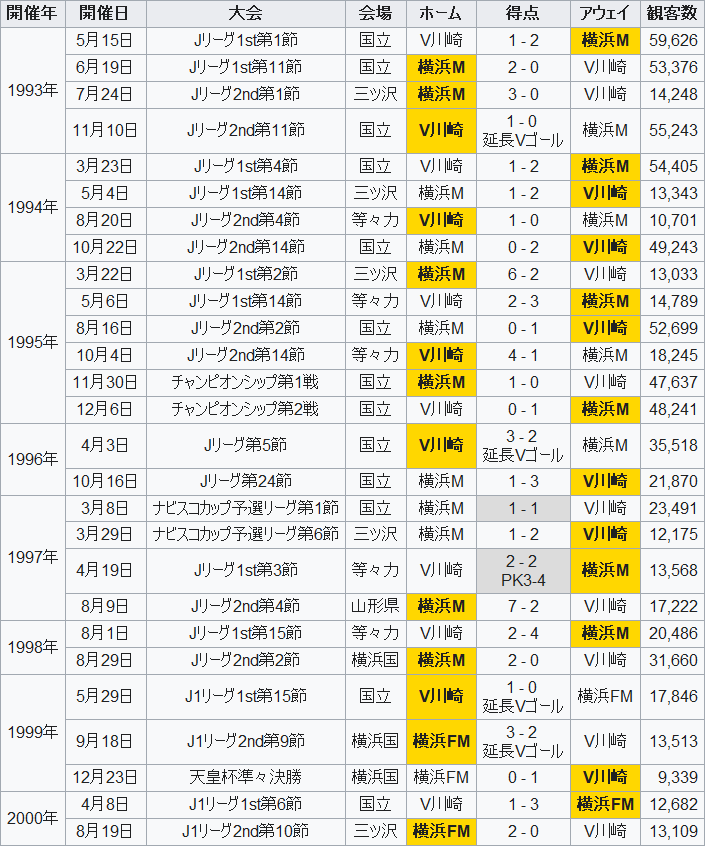 開催年 開催日 大会 会場 ホーム 得点 アウェイ 観客数
1993年 5月15日 Jリーグ1st第1節 国立 V川崎 1 - 2 横浜M 59,626
6月19日 Jリーグ1st第11節 国立 横浜M 2 - 0 V川崎 53,376
7月24日 Jリーグ2nd第1節 三ツ沢 横浜M 3 - 0 V川崎 14,248
11月10日 Jリーグ2nd第11節 国立 V川崎 1 - 0 延長Vゴール 横浜M 55,243
1994年 3月23日 Jリーグ1st第4節 国立 V川崎 1 - 2 横浜M 54,405
5月4日 Jリーグ1st第14節 三ツ沢 横浜M 1 - 2 V川崎 13,343
8月20日 Jリーグ2nd第4節 等々力 V川崎 1 - 0 横浜M 10,701
10月22日 Jリーグ2nd第14節 国立 横浜M 0 - 2 V川崎 49,243
1995年 3月22日 Jリーグ1st第2節 三ツ沢 横浜M 6 - 2 V川崎 13,033
5月6日 Jリーグ1st第14節 等々力 V川崎 2 - 3 横浜M 14,789
8月16日 Jリーグ2nd第2節 国立 横浜M 0 - 1 V川崎 52,699
10月4日 Jリーグ2nd第14節 等々力 V川崎 4 - 1 横浜M 18,245
11月30日 チャンピオンシップ第1戦 国立 横浜M 1 - 0 V川崎 47,637
12月6日 チャンピオンシップ第2戦 国立 V川崎 0 - 1 横浜M 48,241
1996年 4月3日 Jリーグ第5節 国立 V川崎 3 - 2 延長Vゴール 横浜M 35,518
10月16日 Jリーグ第24節 国立 横浜M 1 - 3 V川崎 21,870
1997年 3月8日 ナビスコカップ予選リーグ第1節 国立 横浜M 1 - 1 V川崎 23,491
3月29日 ナビスコカップ予選リーグ第6節 三ツ沢 横浜M 1 - 2 V川崎 12,175
4月19日 Jリーグ1st第3節 等々力 V川崎 2 - 2 PK3-4 横浜M 13,568
8月9日 Jリーグ2nd第4節 山形県 横浜M 7 - 2 V川崎 17,222
1998年 8月1日 Jリーグ1st第15節 等々力 V川崎 2 - 4 横浜M 20,486
8月29日 Jリーグ2nd第2節 横浜国 横浜M 2 - 0 V川崎 31,660
1999年 5月29日 J1リーグ1st第15節 国立 V川崎 1 - 0 延長Vゴール 横浜FM 17,846
9月18日 J1リーグ2nd第9節 横浜国 横浜FM 3 - 2 延長Vゴール V川崎 13,513
12月23日 天皇杯準々決勝 横浜国 横浜FM 0 - 1 V川崎 9,339
2000年 4月8日 J1リーグ1st第6節 国立 V川崎 1 - 3 横浜FM 12,682
8月19日 J1リーグ2nd第10節 三ツ沢 横浜FM 2 - 0 V川崎 13,109